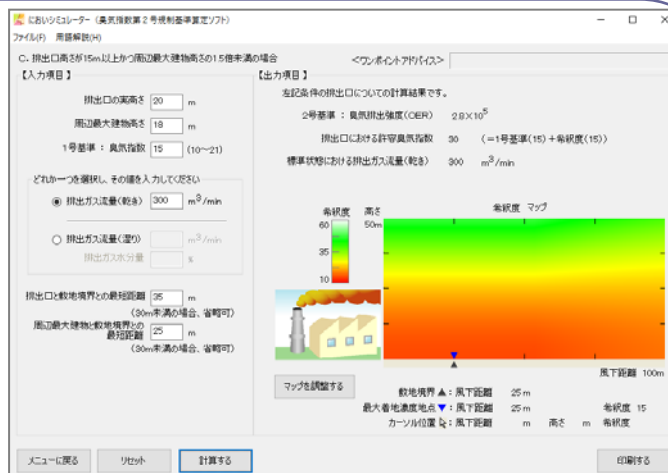 においシミュレーター（臭気指数第２号規制基準算定ソフト）
ファイル(F) 用語解説(H)
C. 排出口高さが15m以上かつ周辺最大建物高さの1.5倍未満の場合
＜ワンポイントアドバイス＞
【入力項目】
排出口の実高さ 20 m
周辺最大建物高さ 18 m
1号基準：臭気指数 15 (10～21)
どれか一つを選択し、その値を入力してください
排出ガス流量(乾き) 300 m³/min
排出ガス流量(湿り) m³/min
排出ガス水分量 %
排出口と敷地境界との最短距離 35 m
(30m未満の場合、省略可)
周辺最大建物と敷地境界との
最短距離 25 m
(30m未満の場合、省略可)
【出力項目】
左記条件の排出口についての計算結果です。
2号基準：臭気排出強度(OER) 2.8×10⁵
排出口における許容臭気指数 30 (＝1号基準(15)＋希釈度(15))
標準状態における排出ガス流量(乾き) 300 m³/min
希釈度 高さ 希釈度 マップ
60 50m
35
10
風下距離 100m
マップを調整する
敷地境界▲：風下距離 25 m
最大着地濃度地点▼：風下距離 25 m 希釈度 15
カーソル位置：風下距離 m 高さ m 希釈度
メニューに戻る リセット 計算する 印刷する